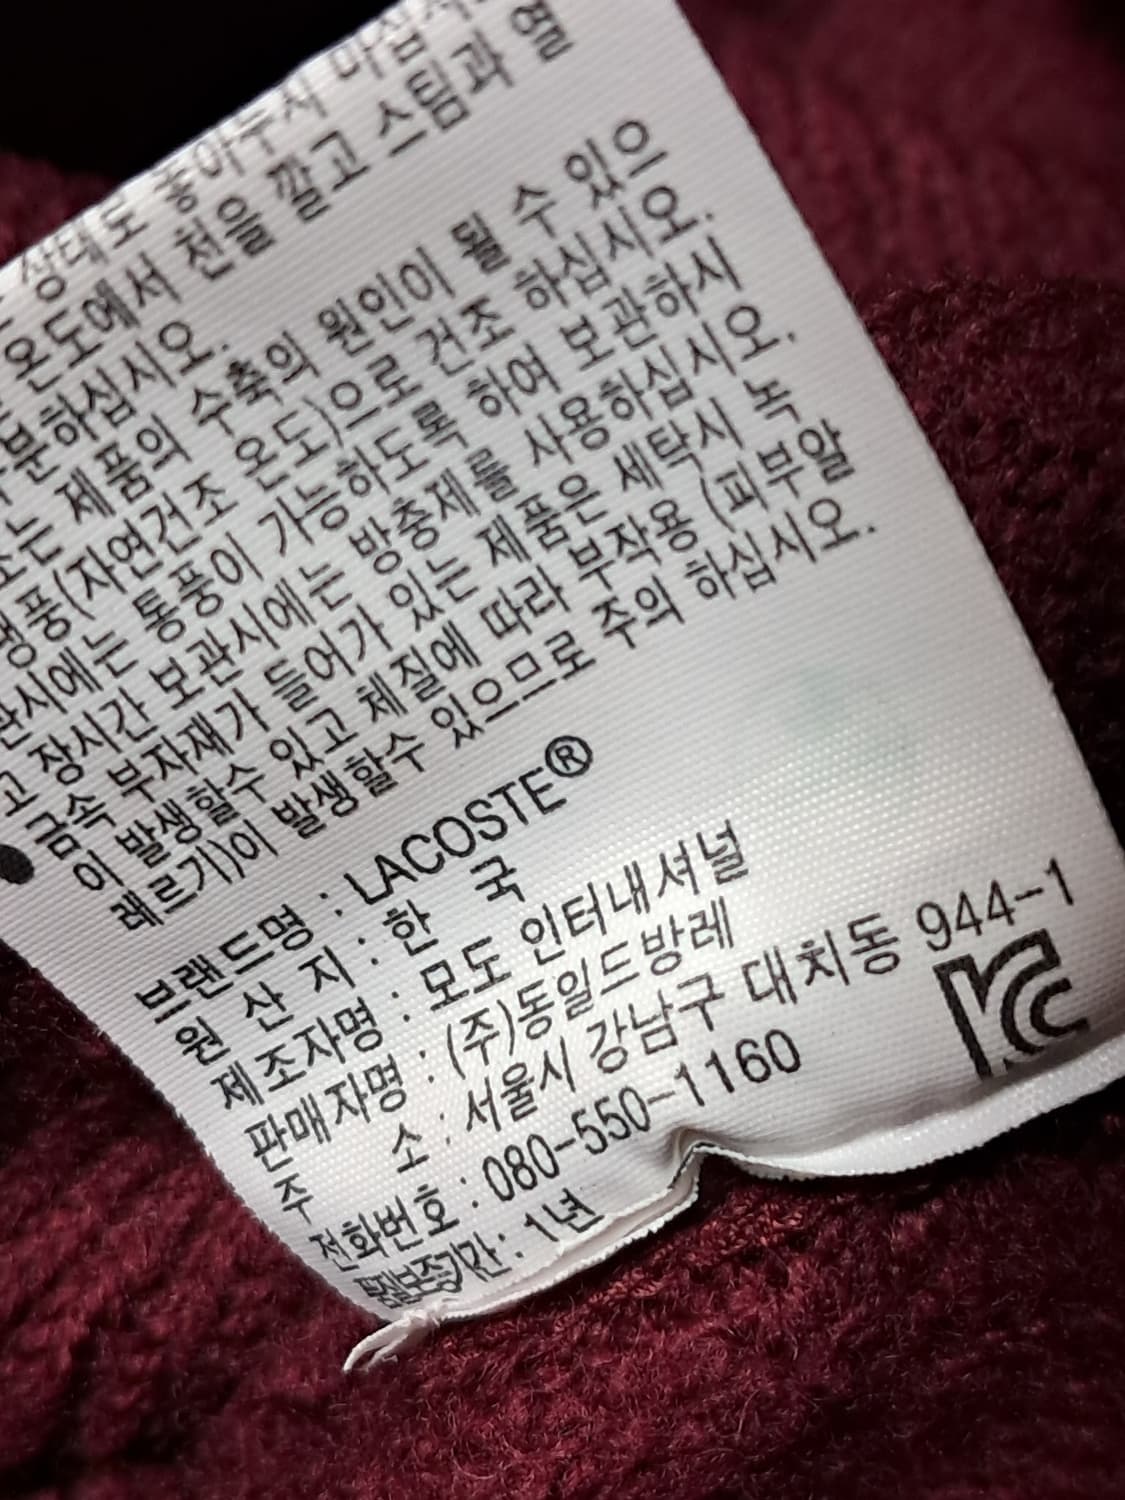 상태로 놓아두지 마십시
온도에서 천을 깔고 스팀과 열
분하십시오.
는 제품의 수축의 원인이 될 수 있으
풍(자연건조 온도)으로 건조 하십시오.
관시에는 통풍이 가능하도록 하여 보관하시
고 장시간 보관시에는 방충제를 사용하십시오.
금속 부자재가 들어가 있는 제품은 세탁시 녹
이 발생할수 있고 체질에 따라 부작용 (피부알
레르기)이 발생할수 있으므로 주의 하십시오.
브랜드명 : LACOSTE®
원 산 지 : 한 국
제조자명 : 모도 인터내셔널
판매자명 : (주)동일드방레
주 소 : 서울시 강남구 대치동 944-1
전화번호 : 080-550-1160
품질보증기간 : 1년